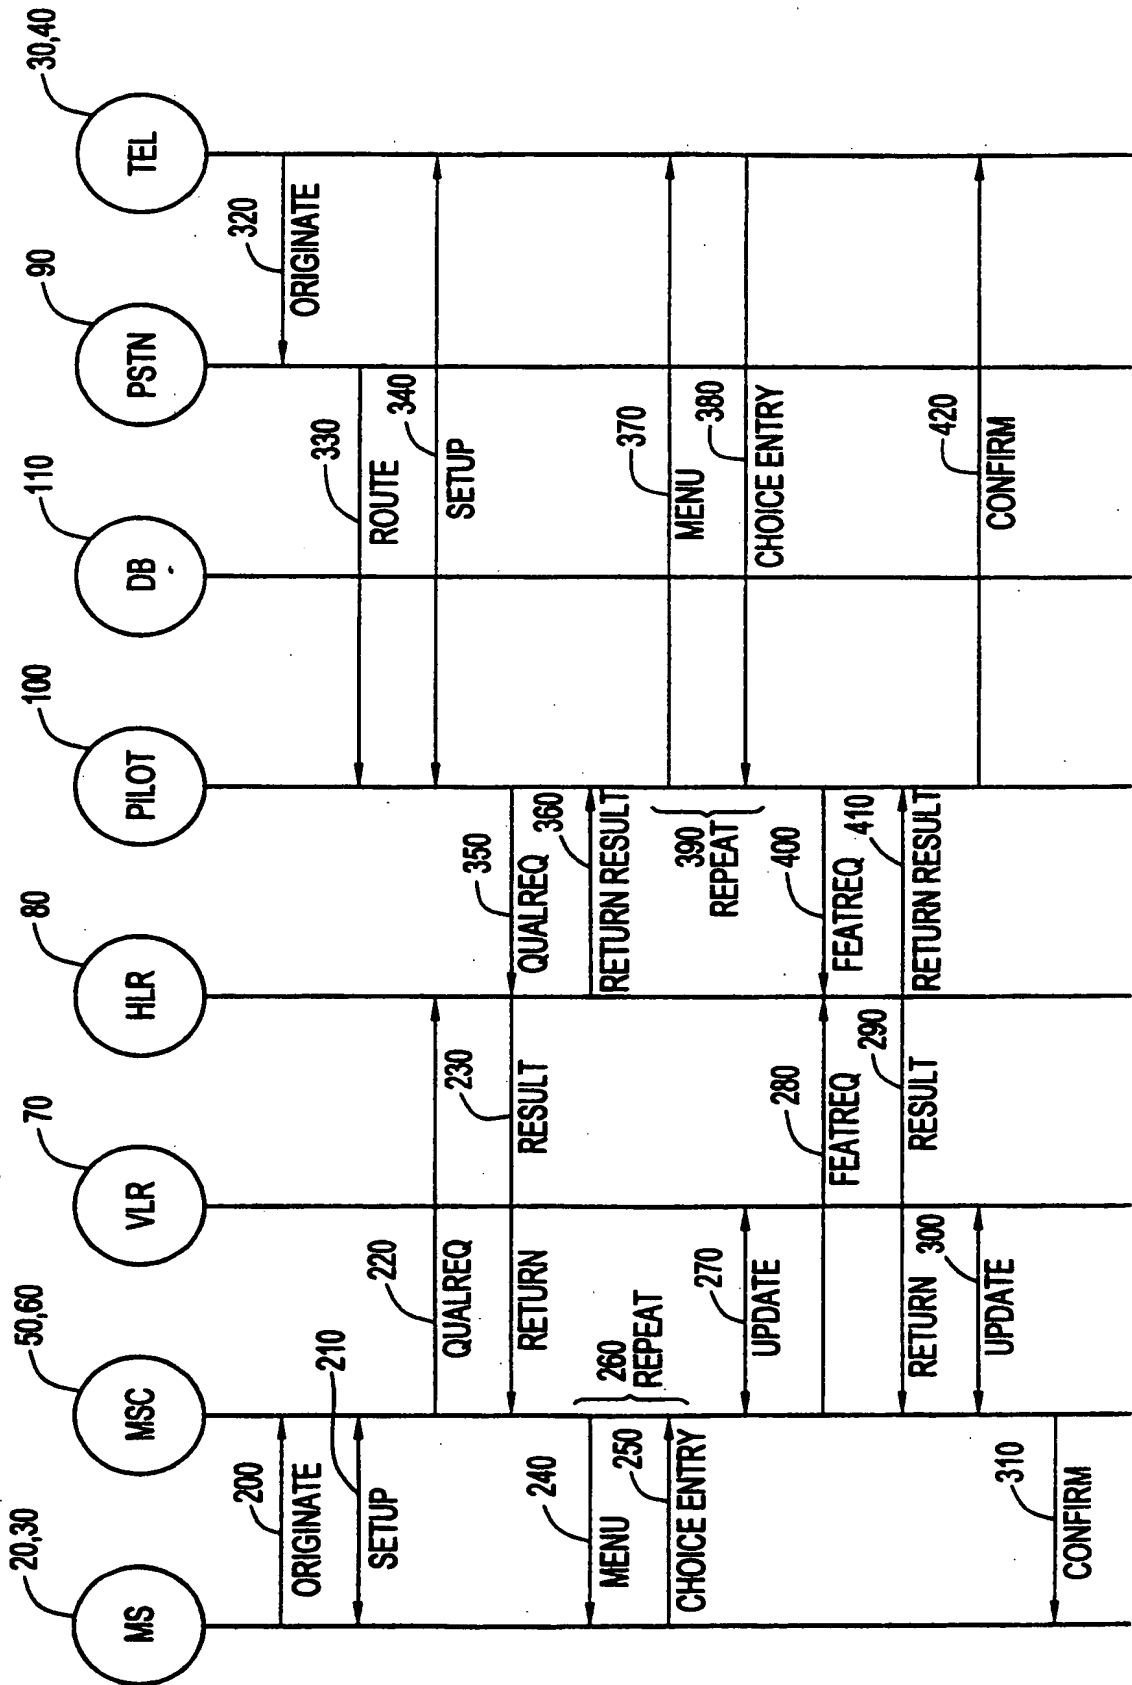 20,30
MS
50,60
MSC
70
VLR
80
HLR
100
PILOT
110
DB
90
PSTN
30,40
TEL
200
ORIGINATE
210
SETUP
220
QUALREQ
230
RETURN RESULT
240
MENU
250
CHOICE ENTRY
260
REPEAT
270
UPDATE
280
FEATREQ
290
RETURN RESULT
300
UPDATE
310
CONFIRM
320
ORIGINATE
330
ROUTE
340
SETUP
350
QUALREQ
360
RETURN RESULT
370
MENU
380
CHOICE ENTRY
390
REPEAT
400
FEATREQ
410
RETURN RESULT
420
CONFIRM